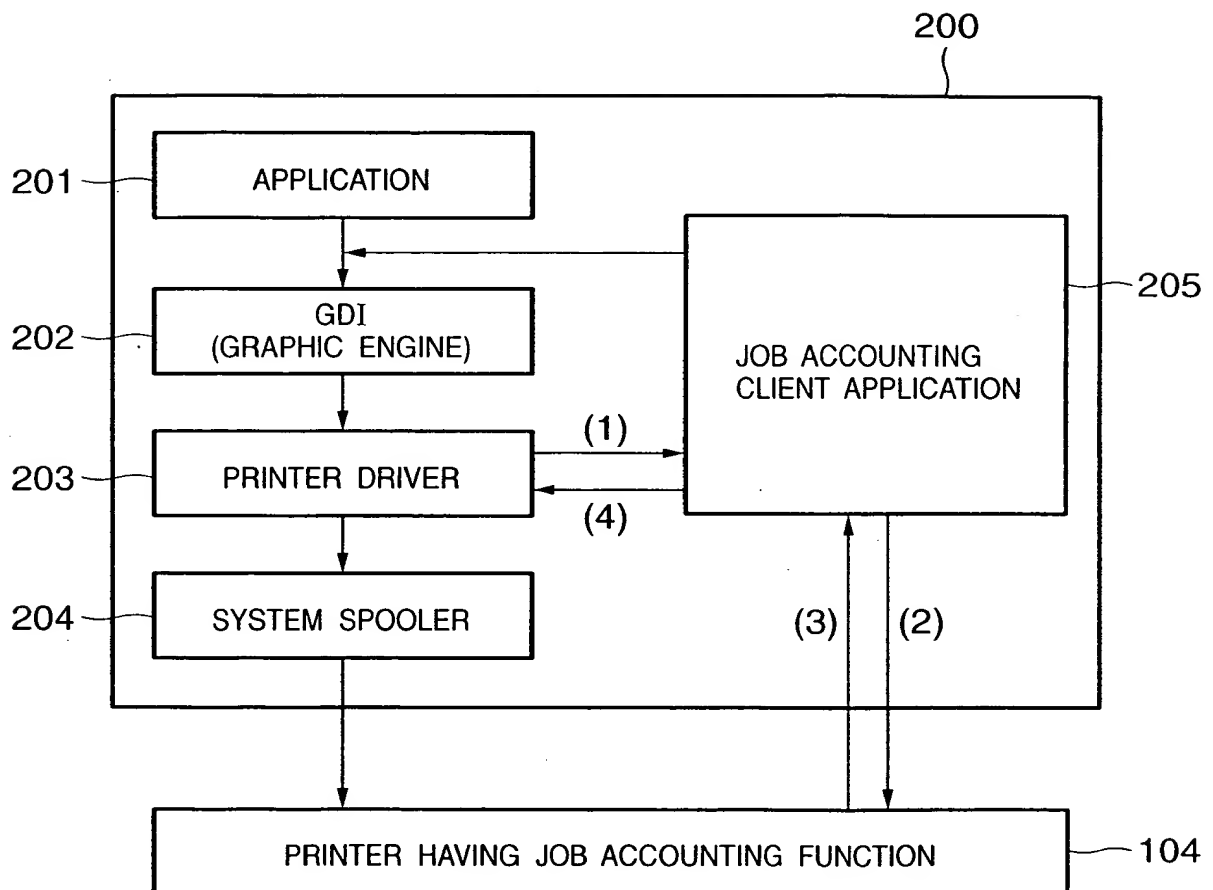 200
201
APPLICATION
202
GDI
(GRAPHIC ENGINE)
205
JOB ACCOUNTING
CLIENT APPLICATION
203
PRINTER DRIVER
(1)
(4)
204
SYSTEM SPOOLER
(3)
(2)
PRINTER HAVING JOB ACCOUNTING FUNCTION
104